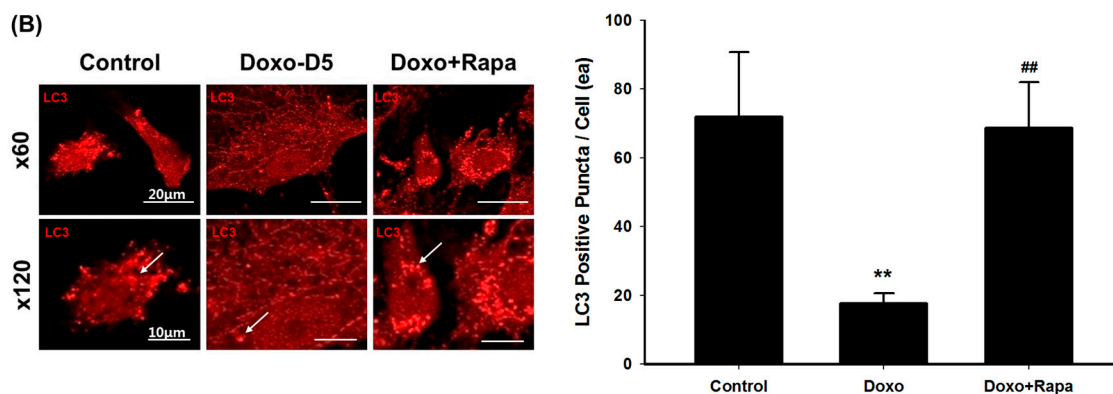 (B)
Control Doxo-D5 Doxo+Rapa
x60
LC3 LC3 LC3
20μm
x120
LC3 LC3 LC3
10μm
LC3 Positive Puncta / Cell (ea)
100
80
60
40
20
0
**
##
Control Doxo Doxo+Rapa